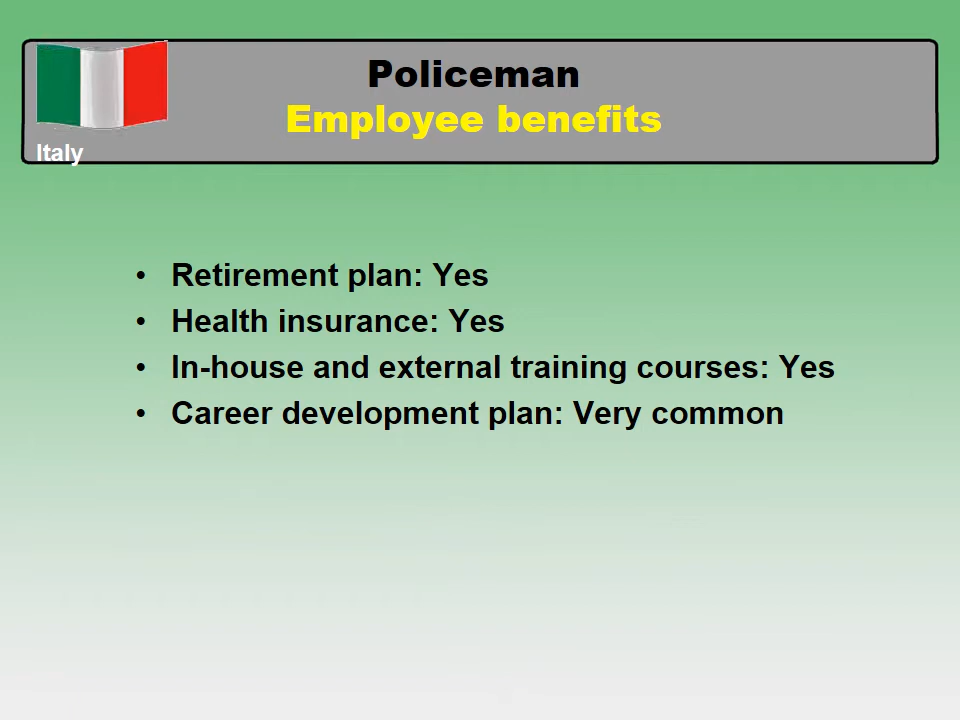 Policeman
Employee benefits
Italy
• Retirement plan: Yes
• Health insurance: Yes
• In-house and external training courses: Yes
• Career development plan: Very common